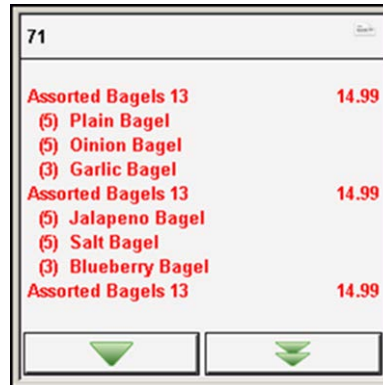 71
Assorted Bagels 13 14.99
(5) Plain Bagel
(5) Oinion Bagel
(3) Garlic Bagel
Assorted Bagels 13 14.99
(5) Jalapeno Bagel
(5) Salt Bagel
(3) Blueberry Bagel
Assorted Bagels 13 14.99